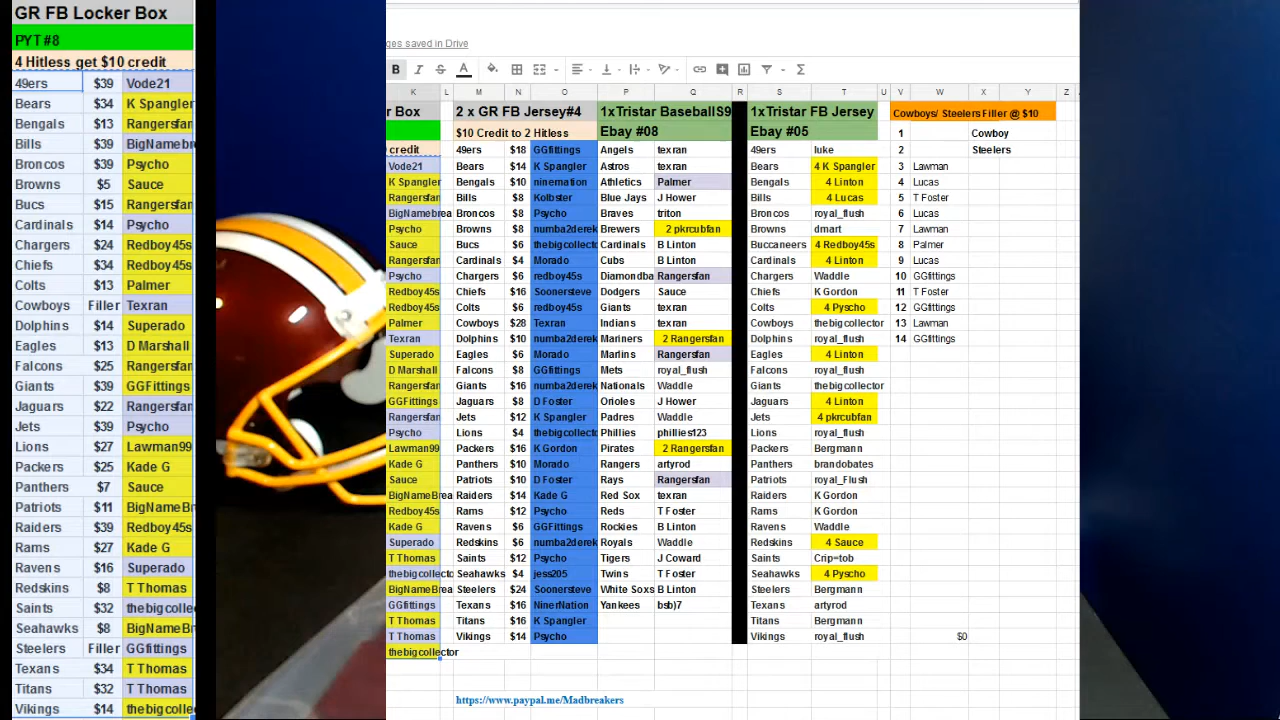 GR FB Locker Box
PYT#8
4 Hitless get $10 credit
49ers $39 Vode21
Bears $34 K Spangler
Bengals $13 Rangersfan
Bills $39 BigNameb
Broncos $39 Psycho
Browns $5 Sauce
Bucs $15 Rangersfan
Cardinals $14 Psycho
Chargers $24 Redboy45s
Chiefs $34 Redboy45s
Colts $13 Palmer
Cowboys Filler Texran
Dolphins $14 Superado
Eagles $13 D Marshall
Falcons $25 Rangersfan
Giants $39 GGFittings
Jaguars $22 Rangersfan
Jets $39 Psycho
Lions $27 Lawman99
Packers $25 Kade G
Panthers $7 Sauce
Patriots $11 BigNameBr
Raiders $39 Redboy45s
Rams $27 Kade G
Ravens $16 Superado
Redskins $8 T Thomas
Saints $32 thebigcolle
Seahawks $8 BigNameBr
Steelers Filler GGFittings
Texans $34 T Thomas
Titans $32 T Thomas
Vikings $14 thebigcolle
ges saved in Drive
B I S A
K L M N O P Q R S T U V W X Y Z
r Box 2 x GR FB Jersey#4 1xTristar BaseballS9 1xTristar FB Jersey Cowboys/ Steelers Filler @ $10
$10 Credit to 2 Hitless Ebay #08 Ebay #05 1 Cowboy
credit 49ers $18 GGfittings Angels texran 49ers luke 2 Steelers
Vode21 Bears $14 K Spangler Astros texran Bears 4 K Spangler 3 Lawman
K Spangler Bengals $10 ninernation Athletics Palmer Bengals 4 Linton 4 Lucas
Rangersfan Bills $8 Kolbster Blue Jays J Hower Bills 4 Lucas 5 T Foster
BigNamebrea Broncos $8 Psycho Braves triton Broncos royal_flush 6 Lucas
Psycho Browns $8 numba2derek Brewers 2 pkrcubfan Browns dmart 7 Lawman
Sauce Bucs $6 thebigcollecto Cardinals B Linton Buccaneers 4 Redboy45s 8 Palmer
Rangersfan Cardinals $4 Morado Cubs B Linton Cardinals 4 Linton 9 Lucas
Psycho Chargers $6 redboy45s Diamondba Rangersfan Chargers Waddle 10 GGfittings
Redboy45s Chiefs $16 Soonersteve Dodgers Sauce Chiefs K Gordon 11 T Foster
Redboy45s Colts $6 redboy45s Giants texran Colts 4 Pyscho 12 GGfittings
Palmer Cowboys $28 Texran Indians texran Cowboys thebigcollector 13 Lawman
Texran Dolphins $10 numba2derek Mariners 2 Rangersfan Dolphins royal_flush 14 GGfittings
Superado Eagles $6 Morado Marlins Rangersfan Eagles 4 Linton
D Marshall Falcons $8 GGfittings Mets royal_flush Falcons royal_flush
Rangersfan Giants $16 numba2derek Nationals Waddle Giants thebigcollector
GGFittings Jaguars $8 D Foster Orioles J Hower Jaguars 4 Linton
Rangersfan Jets $12 K Spangler Padres Waddle Jets 4 pkrcubfan
Psycho Lions $4 thebigcollecto Phillies phillies123 Lions royal_flush
Lawman99 Packers $16 K Gordon Pirates 2 Rangersfan Packers Bergmann
Kade G Panthers $10 Morado Rangers artyrod Panthers brandobates
Sauce Patriots $10 D Foster Rays Rangersfan Patriots royal_Flush
BigNameBrea Raiders $14 Kade G Red Sox texran Raiders K Gordon
Redboy45s Rams $12 Psycho Reds T Foster Rams K Gordon
Kade G Ravens $6 GGFittings Rockies B Linton Ravens Waddle
Superado Redskins $6 numba2derek Royals Waddle Redskins 4 Sauce
T Thomas Saints $12 Psycho Tigers J Coward Saints Crip=tob
thebigcollecto Seahawks $4 jess205 Twins T Foster Seahawks 4 Pyscho
BigNameBrea Steelers $24 Soonersteve White Soxs B Linton Steelers Bergmann
GGfittings Texans $16 NinerNation Yankees bsb)7 Texans artyrod
T Thomas Titans $16 K Spangler Titans Bergmann
T Thomas Vikings $14 Psycho Vikings royal_flush $0
thebigcollector
https://www.paypal.me/Madbreakers